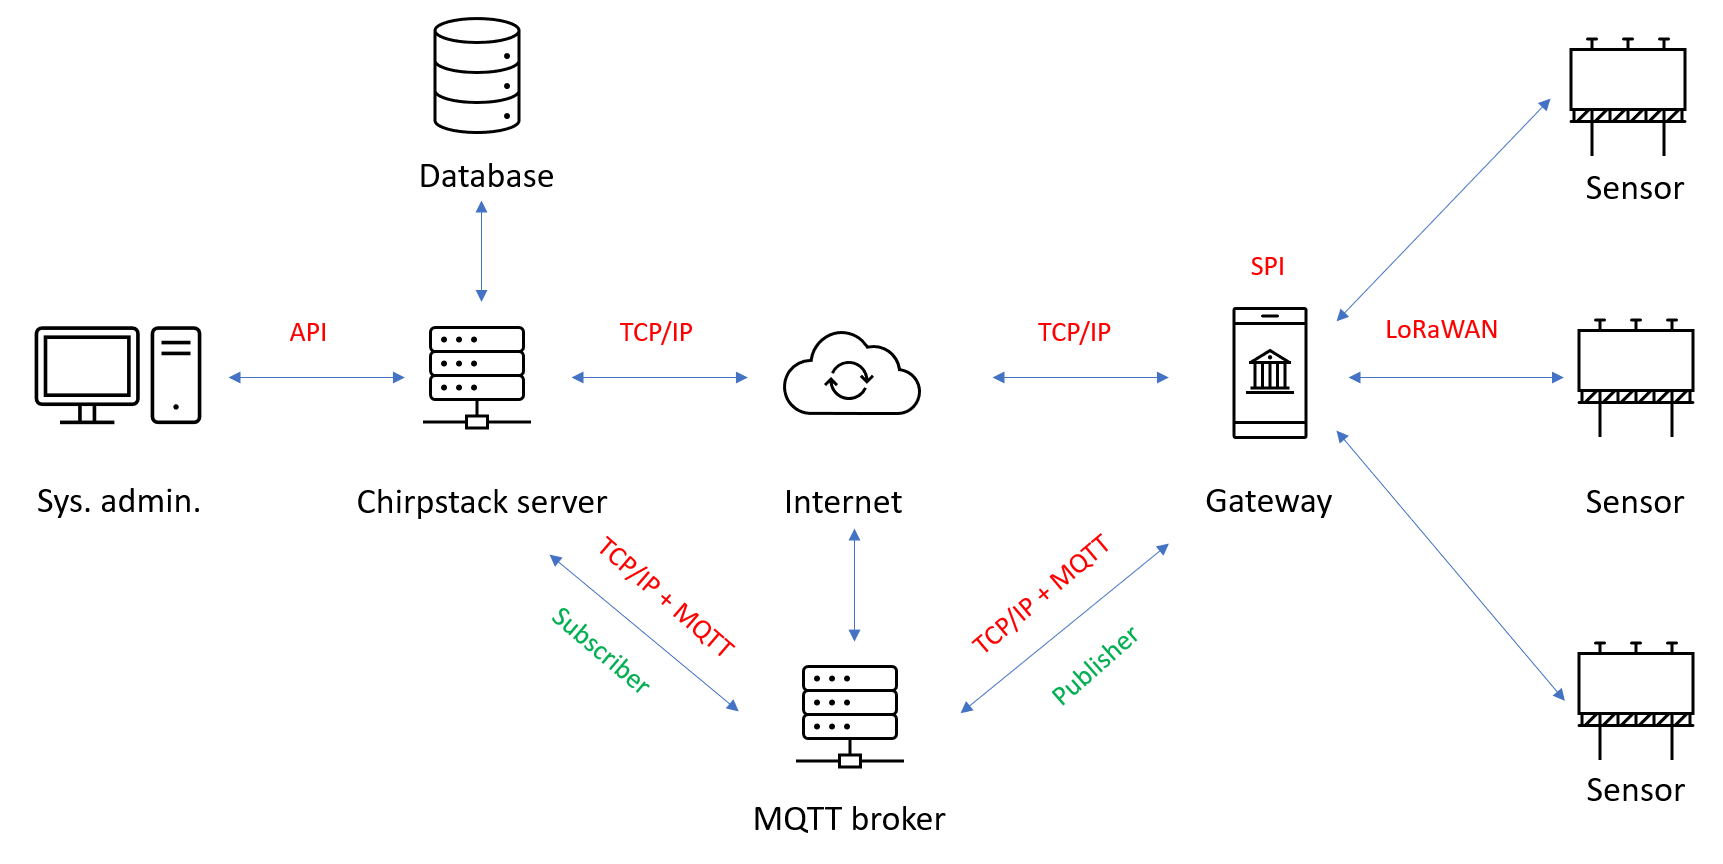 Database
Sensor
SPI
API
TCP/IP
TCP/IP
LoRaWAN
Sys. admin.
Chirpstack server
Internet
Gateway
Sensor
TCP/IP + MQTT
Subscriber
TCP/IP + MQTT
Publisher
Sensor
MQTT broker